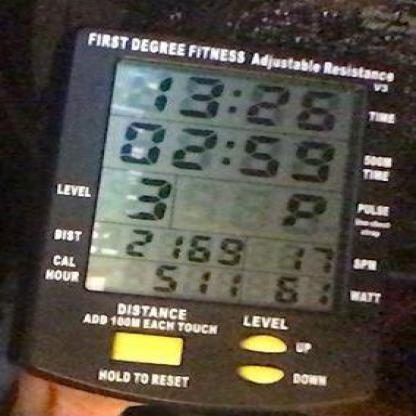 FIRST DEGREE FITNESS Adjustable Resistance
V3
13:26 TIME
02:59 500M TIME
LEVEL 3 P PULSE
DIST 2169 17 SPM
CAL HOUR 511 61 WATT
DISTANCE
ADD 100M EACH TOUCH
LEVEL
UP
HOLD TO RESET
DOWN